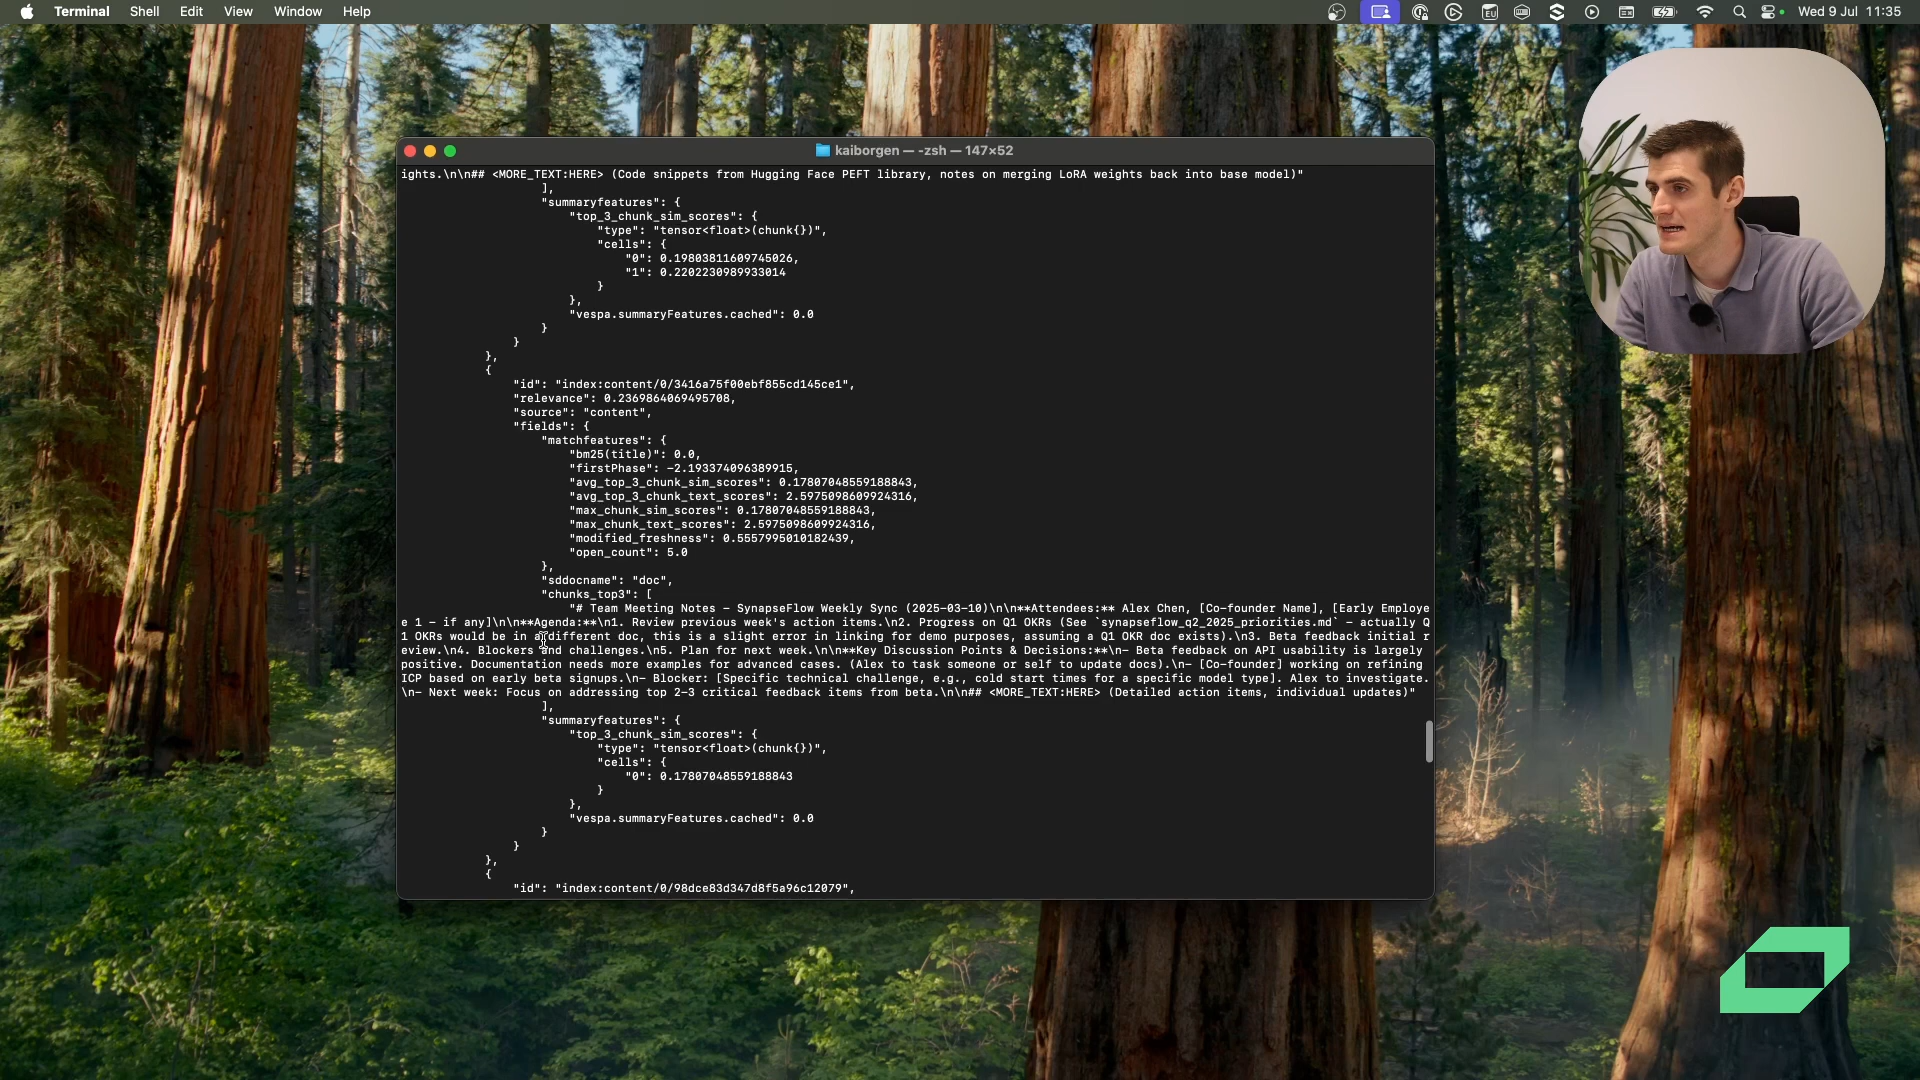 Terminal Shell Edit View Window Help
EU
Wed 9 Jul 11:35
kaiborgen — -zsh — 147×52
ights.\n\n## <MORE_TEXT:HERE> (Code snippets from Hugging Face PEFT library, notes on merging LoRA weights back into base model)"
],
"summaryfeatures": {
"top_3_chunk_sim_scores": {
"type": "tensor<float>(chunk{})",
"cells": {
"0": 0.19803811609745026,
"1": 0.2202230989933014
}
},
"vespa.summaryFeatures.cached": 0.0
}
}
},
{
"id": "index:content/0/3416a75f00ebf855cd145ce1",
"relevance": 0.2369864069495708,
"source": "content",
"fields": {
"matchfeatures": {
"bm25(title)": 0.0,
"firstPhase": -2.193374096389915,
"avg_top_3_chunk_sim_scores": 0.17807048559188843,
"avg_top_3_chunk_text_scores": 2.5975098609924316,
"max_chunk_sim_scores": 0.17807048559188843,
"max_chunk_text_scores": 2.5975098609924316,
"modified_freshness": 0.5557995010182439,
"open_count": 5.0
},
"sddocname": "doc",
"chunks_top3": [
"# Team Meeting Notes - SynapseFlow Weekly Sync (2025-03-10)\n\n**Attendees:** Alex Chen, [Co-founder Name], [Early Employe
e 1 - if any]\n\n**Agenda:**\n1. Review previous week's action items.\n2. Progress on Q1 OKRs (See `synapseflow_q2_2025_priorities.md` - actually Q
1 OKRs would be in a different doc, this is a slight error in linking for demo purposes, assuming a Q1 OKR doc exists).\n3. Beta feedback initial r
eview.\n4. Blockers and challenges.\n5. Plan for next week.\n\n**Key Discussion Points & Decisions:**\n- Beta feedback on API usability is largely
positive. Documentation needs more examples for advanced cases. (Alex to task someone or self to update docs).\n- [Co-founder] working on refining
ICP based on early beta signups.\n- Blocker: [Specific technical challenge, e.g., cold start times for a specific model type]. Alex to investigate.
\n- Next week: Focus on addressing top 2-3 critical feedback items from beta.\n\n## <MORE_TEXT:HERE> (Detailed action items, individual updates)"
],
"summaryfeatures": {
"top_3_chunk_sim_scores": {
"type": "tensor<float>(chunk{})",
"cells": {
"0": 0.17807048559188843
}
},
"vespa.summaryFeatures.cached": 0.0
}
}
},
{
"id": "index:content/0/98dce83d347d8f5a96c12079",